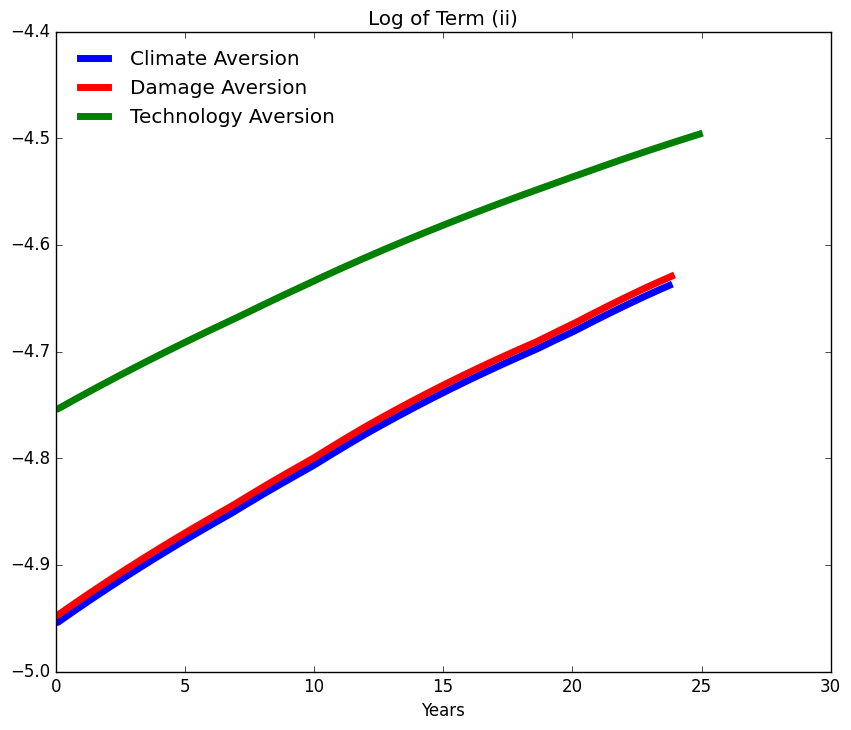 Log of Term (ii)
−4.4
−4.5
−4.6
−4.7
−4.8
−4.9
−5.0
Climate Aversion
Damage Aversion
Technology Aversion
0 5 10 15 20 25 30
Years